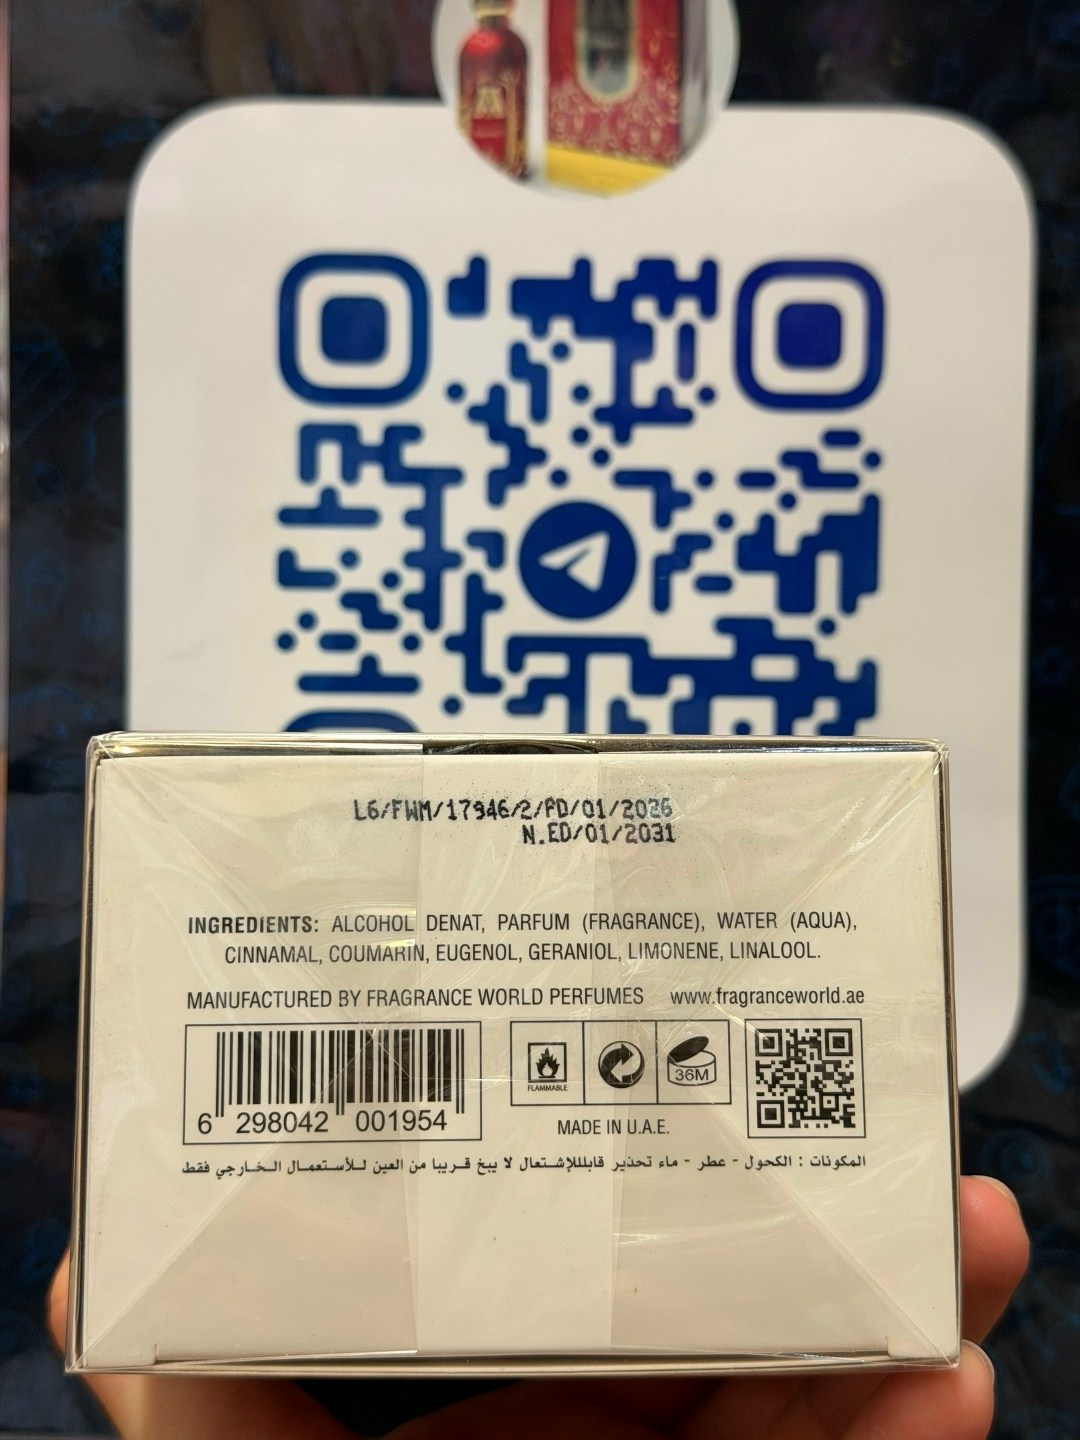 L6/FWM/17946/2/PD/01/2026
N.ED/01/2031
INGREDIENTS: ALCOHOL DENAT, PARFUM (FRAGRANCE), WATER (AQUA),
CINNAMAL, COUMARIN, EUGENOL, GERANIOL, LIMONENE, LINALOOL.
MANUFACTURED BY FRAGRANCE WORLD PERFUMES www.fragranceworld.ae
FLAMMABLE
36M
6 298042 001954
MADE IN U.A.E.
المكونات : الكحول - عطر - ماء تحذير قابلللإشتعال لا يبخ قريبا من العين للأستعمال الخارجي فقط